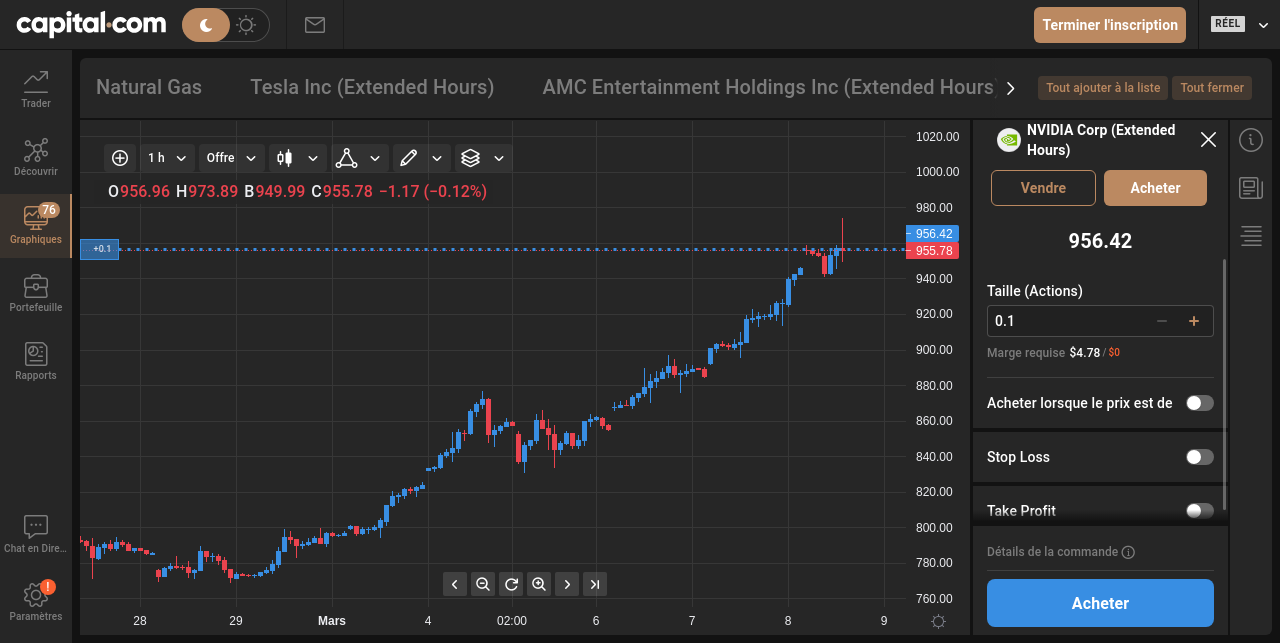 capital.com
Terminer l'inscription
RÉEL
Trader
Découvrir
76
Graphiques
Portefeuille
Rapports
Chat en Dire...
!
Paramètres
Natural Gas
Tesla Inc (Extended Hours)
AMC Entertainment Holdings Inc (Extended Hours)
Tout ajouter à la liste
Tout fermer
1 h
Offre
O956.96 H973.89 B949.99 C955.78 −1.17 (−0.12%)
+0.1
1020.00
1000.00
980.00
956.42
955.78
940.00
920.00
900.00
880.00
860.00
840.00
820.00
800.00
780.00
760.00
28
29
Mars
4
02:00
6
7
8
9
NVIDIA Corp (Extended
Hours)
Vendre
Acheter
956.42
Taille (Actions)
0.1
Marge requise $4.78 / $0
Acheter lorsque le prix est de
Stop Loss
Take Profit
Détails de la commande
Acheter